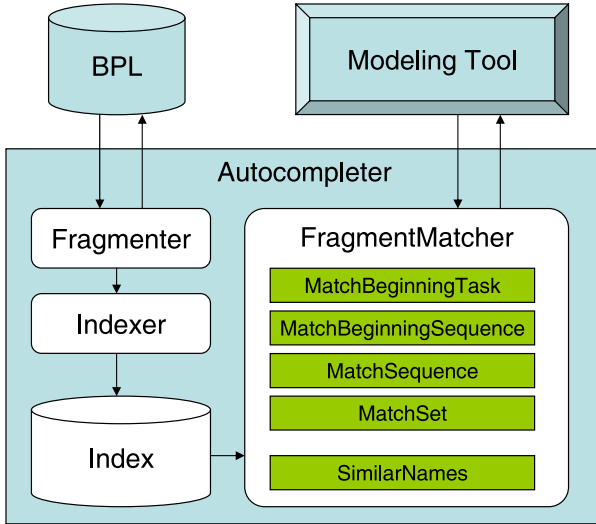 BPL
Modeling Tool
Autocompleter
Fragmenter
Indexer
Index
FragmentMatcher
MatchBeginningTask
MatchBeginningSequence
MatchSequence
MatchSet
SimilarNames